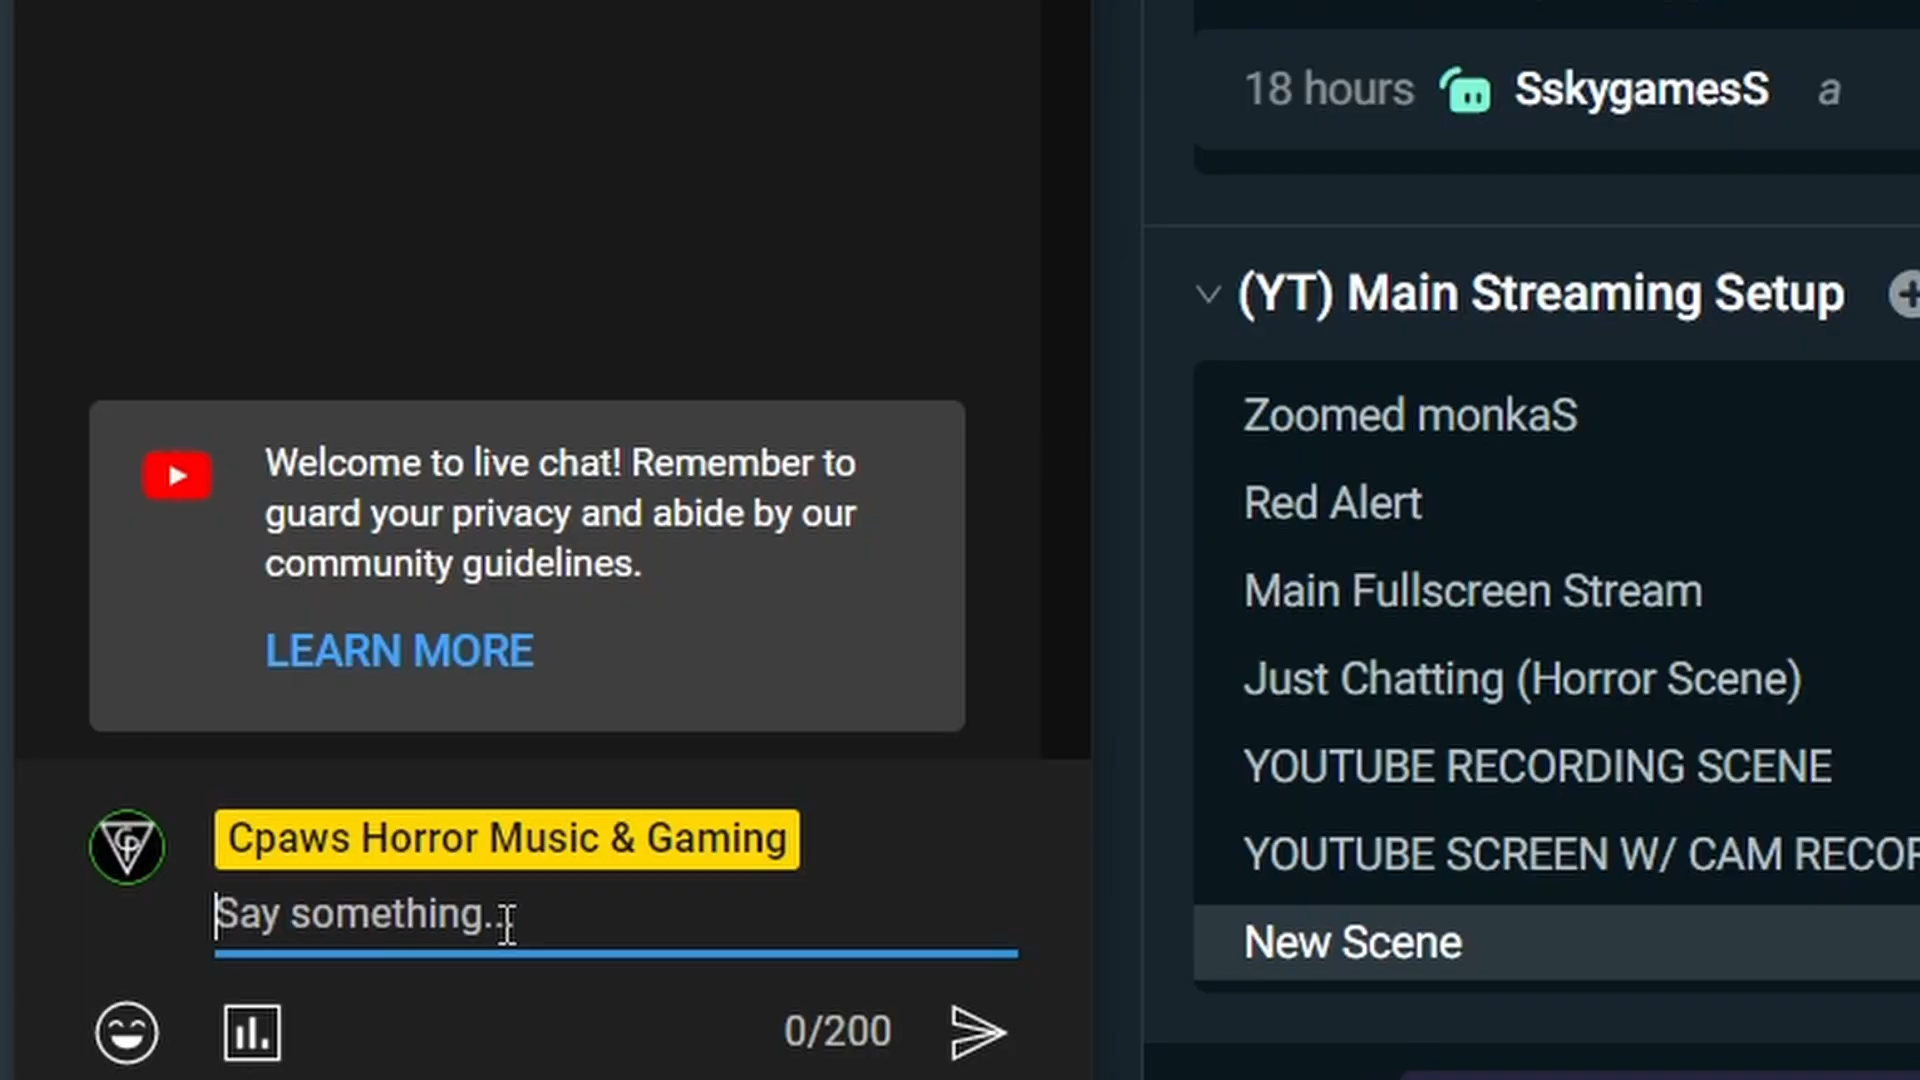 18 hours SskygamesS a
(YT) Main Streaming Setup
Zoomed monkaS
Red Alert
Main Fullscreen Stream
Just Chatting (Horror Scene)
YOUTUBE RECORDING SCENE
YOUTUBE SCREEN W/ CAM RECOR
New Scene
Welcome to live chat! Remember to
guard your privacy and abide by our
community guidelines.
LEARN MORE
Cpaws Horror Music & Gaming
Say something...
0/200